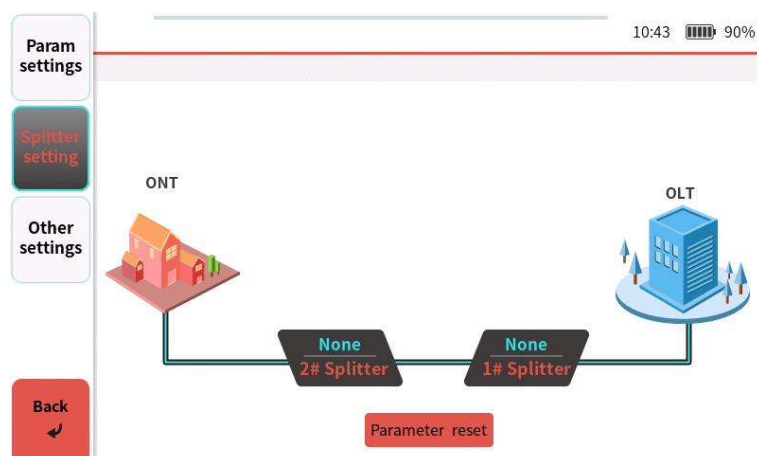 10:43 90%
Param
settings
Splitter
setting
Other
settings
Back
ONT
OLT
None
2# Splitter
None
1# Splitter
Parameter reset